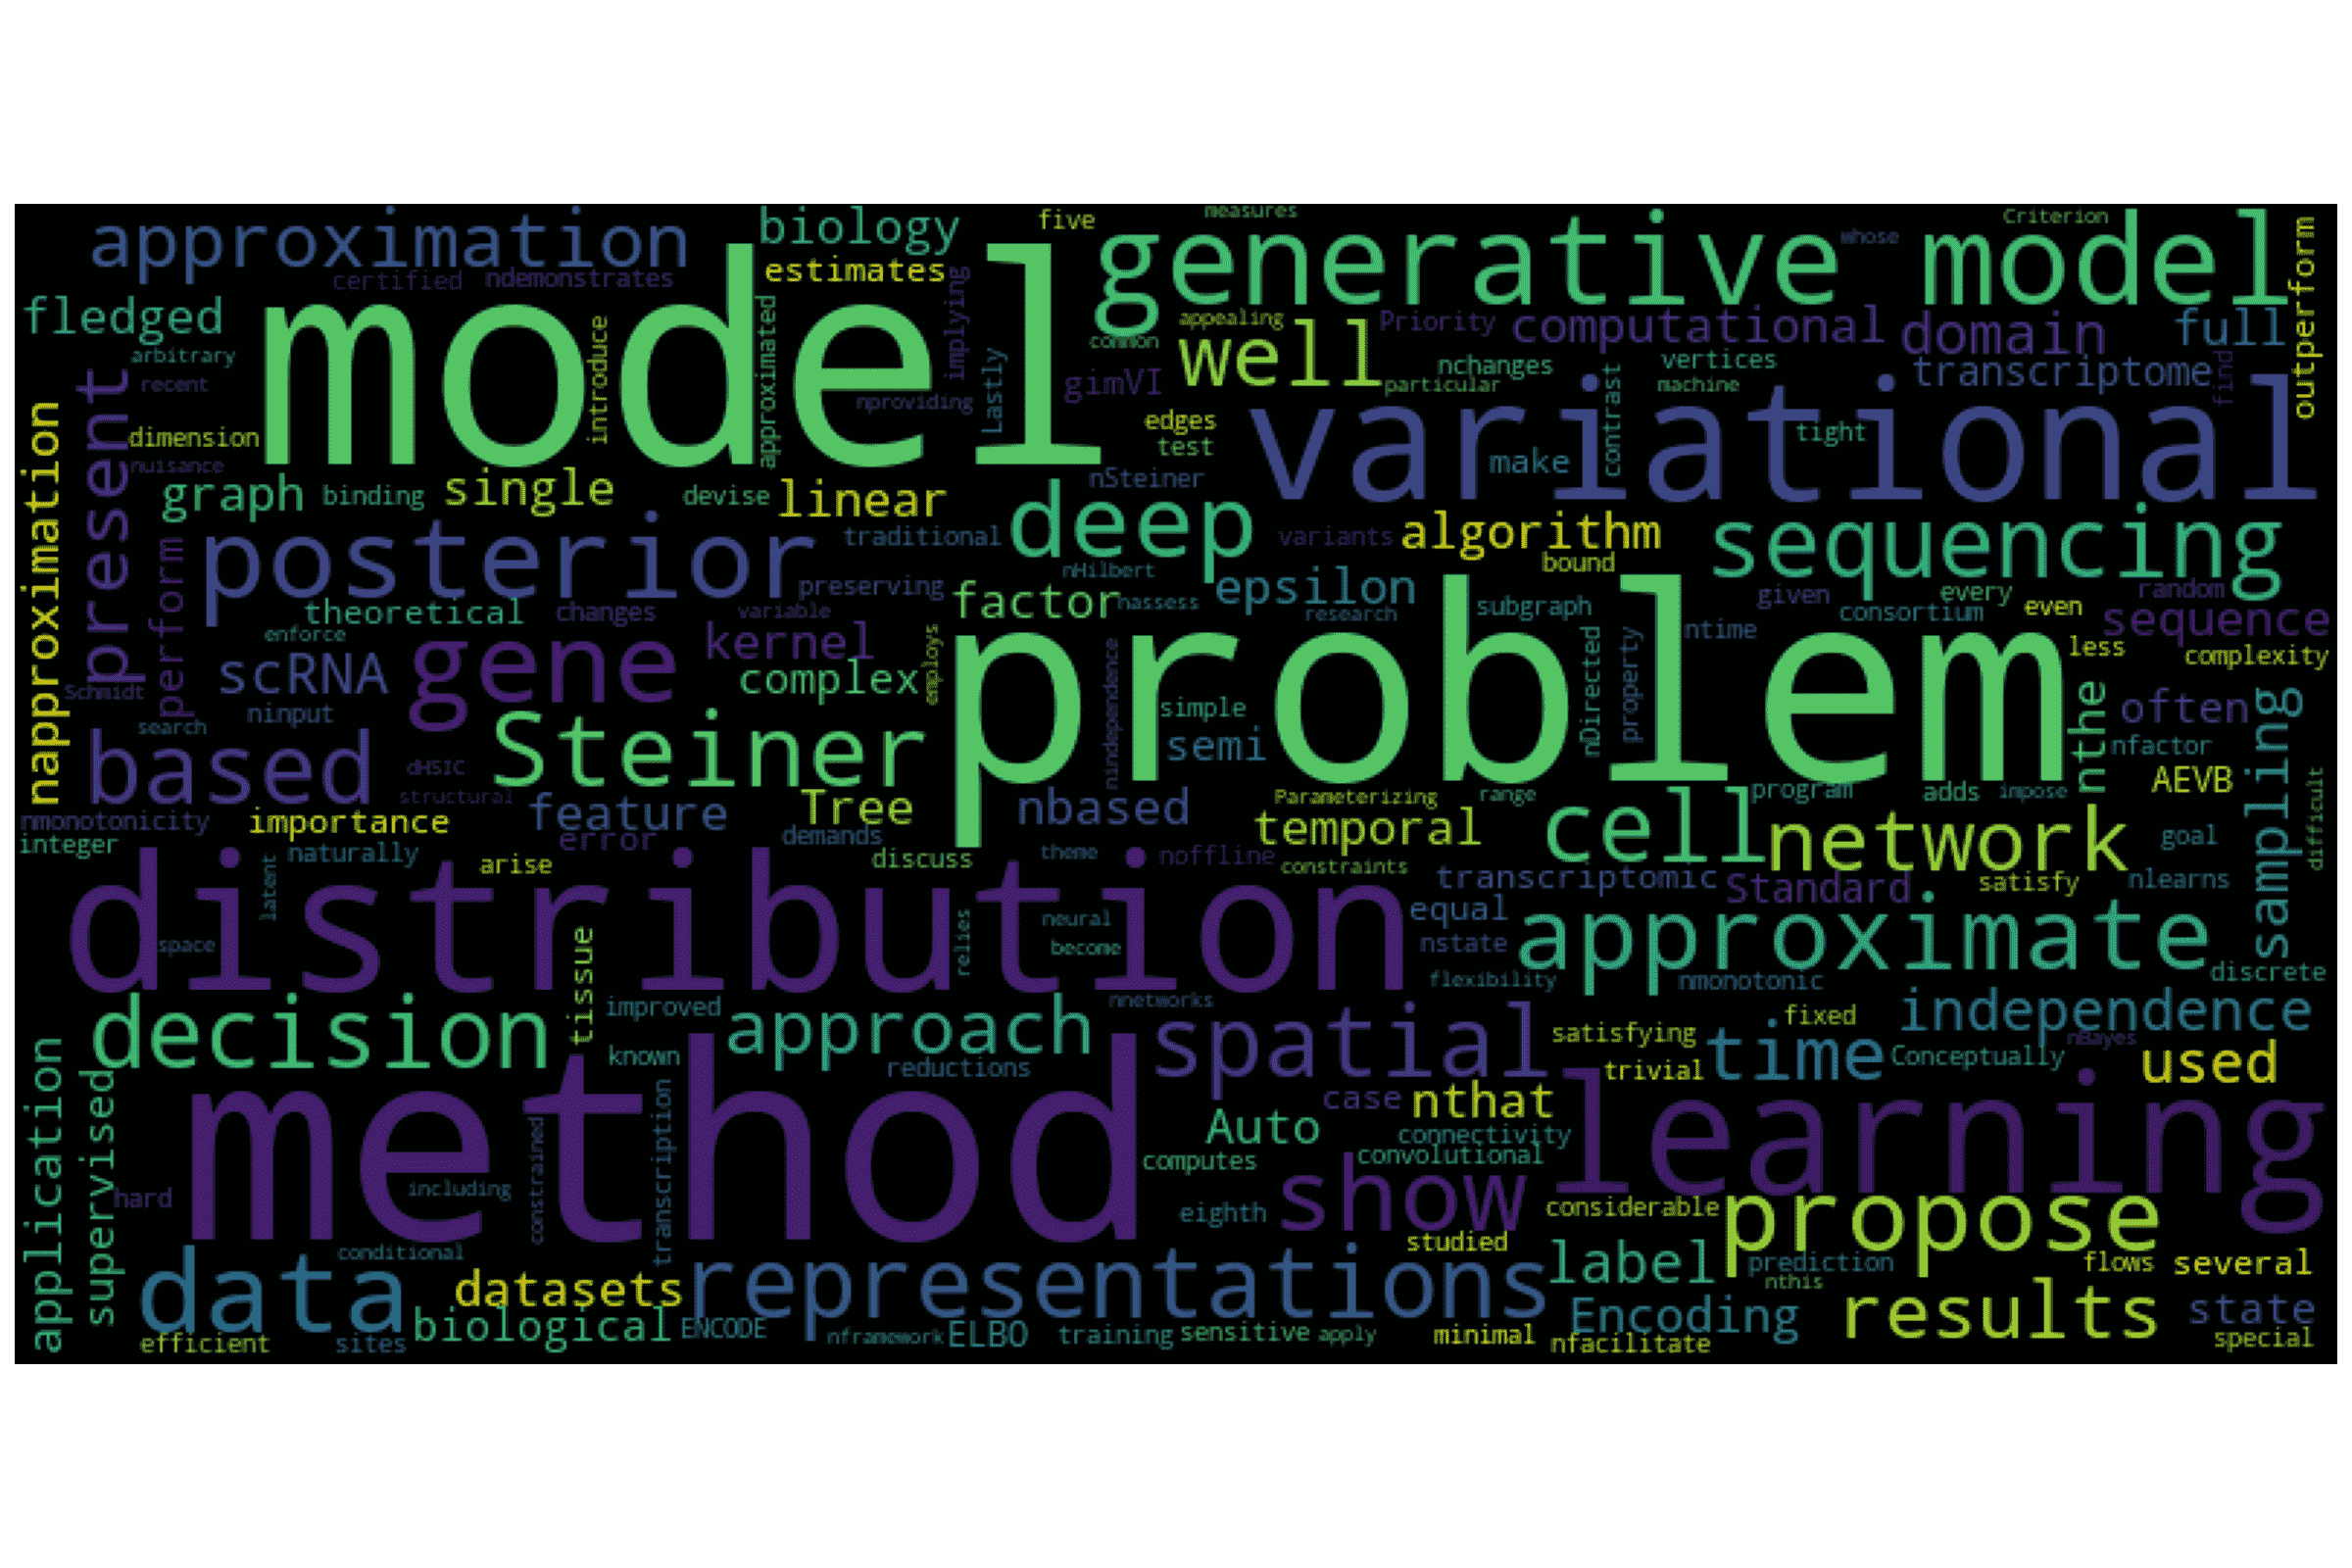 approximation
biology
five
measures
generative model
whose
Criterion
outperform
certified
ndemonstrates
estimates
implying
fledged
model
approximated
introduce
Lastly
common
appealing
well
Priority
computational
domain
full
arbitrary
recent
present
nproviding
gimVI
particular
nchanges
vertices
machine
contrast
transcriptome
find
napproximation
dimension
nuisance
edges
test
variational
make
tight
graph
binding
single
devise
linear
nSteiner
deep
algorithm
variants
bound
sequencing
posterior
traditional
preserving
nHilbert
factor
nassess
epsilon
research
subgraph
given
consortium
every
random
even
sequence
less
complexity
perform
theoretical
changes
variable
enforce
gene
kernel
scRNA
complex
employs
problem
nindependence
nDirected
property
ntime
Schmidt
ninput
search
Steiner
simple
semi
nthe
often
nfactor
sampling
based
dHSIC
structural
feature
Tree
nbased
Parameterizing
range
program
adds
impose
AEVB
difficult
nmonotonicity
integer
importance
error
demands
discuss
theme
noffline
temporal
constraints
cell
network
goal
naturally
latent
arise
distribution
transcriptomic
Standard
satisfy
nlearns
space
tissue
relies
neural
become
equal
nstate
flexibility
approximate
nmonotonic
discrete
decision
improved
known
approach
reductions
nnetworks
spatial
satisfying
trivial
fixed
time
independence
Conceptually
nBayes
used
application
supervised
method
constrained
transcription
including
hard
case
nthat
Auto
connectivity
convolutional
computes
learning
eighth
show
considerable
propose
studied
conditional
data
datasets
representations
label
prediction
nthis
flows
several
biological
ENCODE
nframework
ELBO
training
sensitive
apply
minimal
Encoding
nfacilitate
results
state
special
efficient
sites